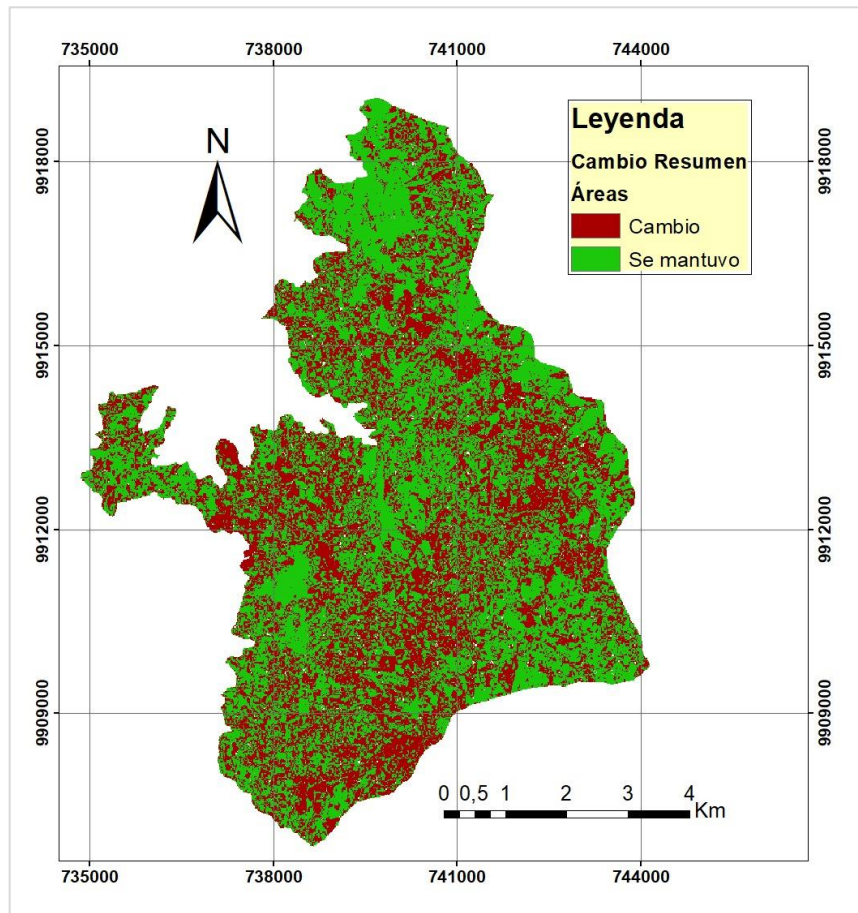 735000 738000 741000 744000
Leyenda
Cambio Resumen
Áreas
Cambio
Se mantuvo
N
9918000 9918000
9915000 9915000
9912000 9912000
9909000 9909000
0 0,5 1 2 3 4
Km
735000 738000 741000 744000